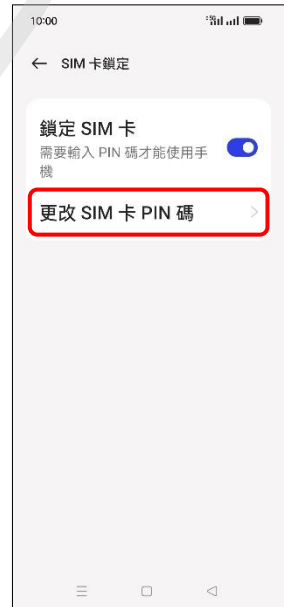 10:00
← SIM 卡鎖定
鎖定 SIM 卡
需要輸入 PIN 碼才能使用手
機
更改 SIM 卡 PIN 碼